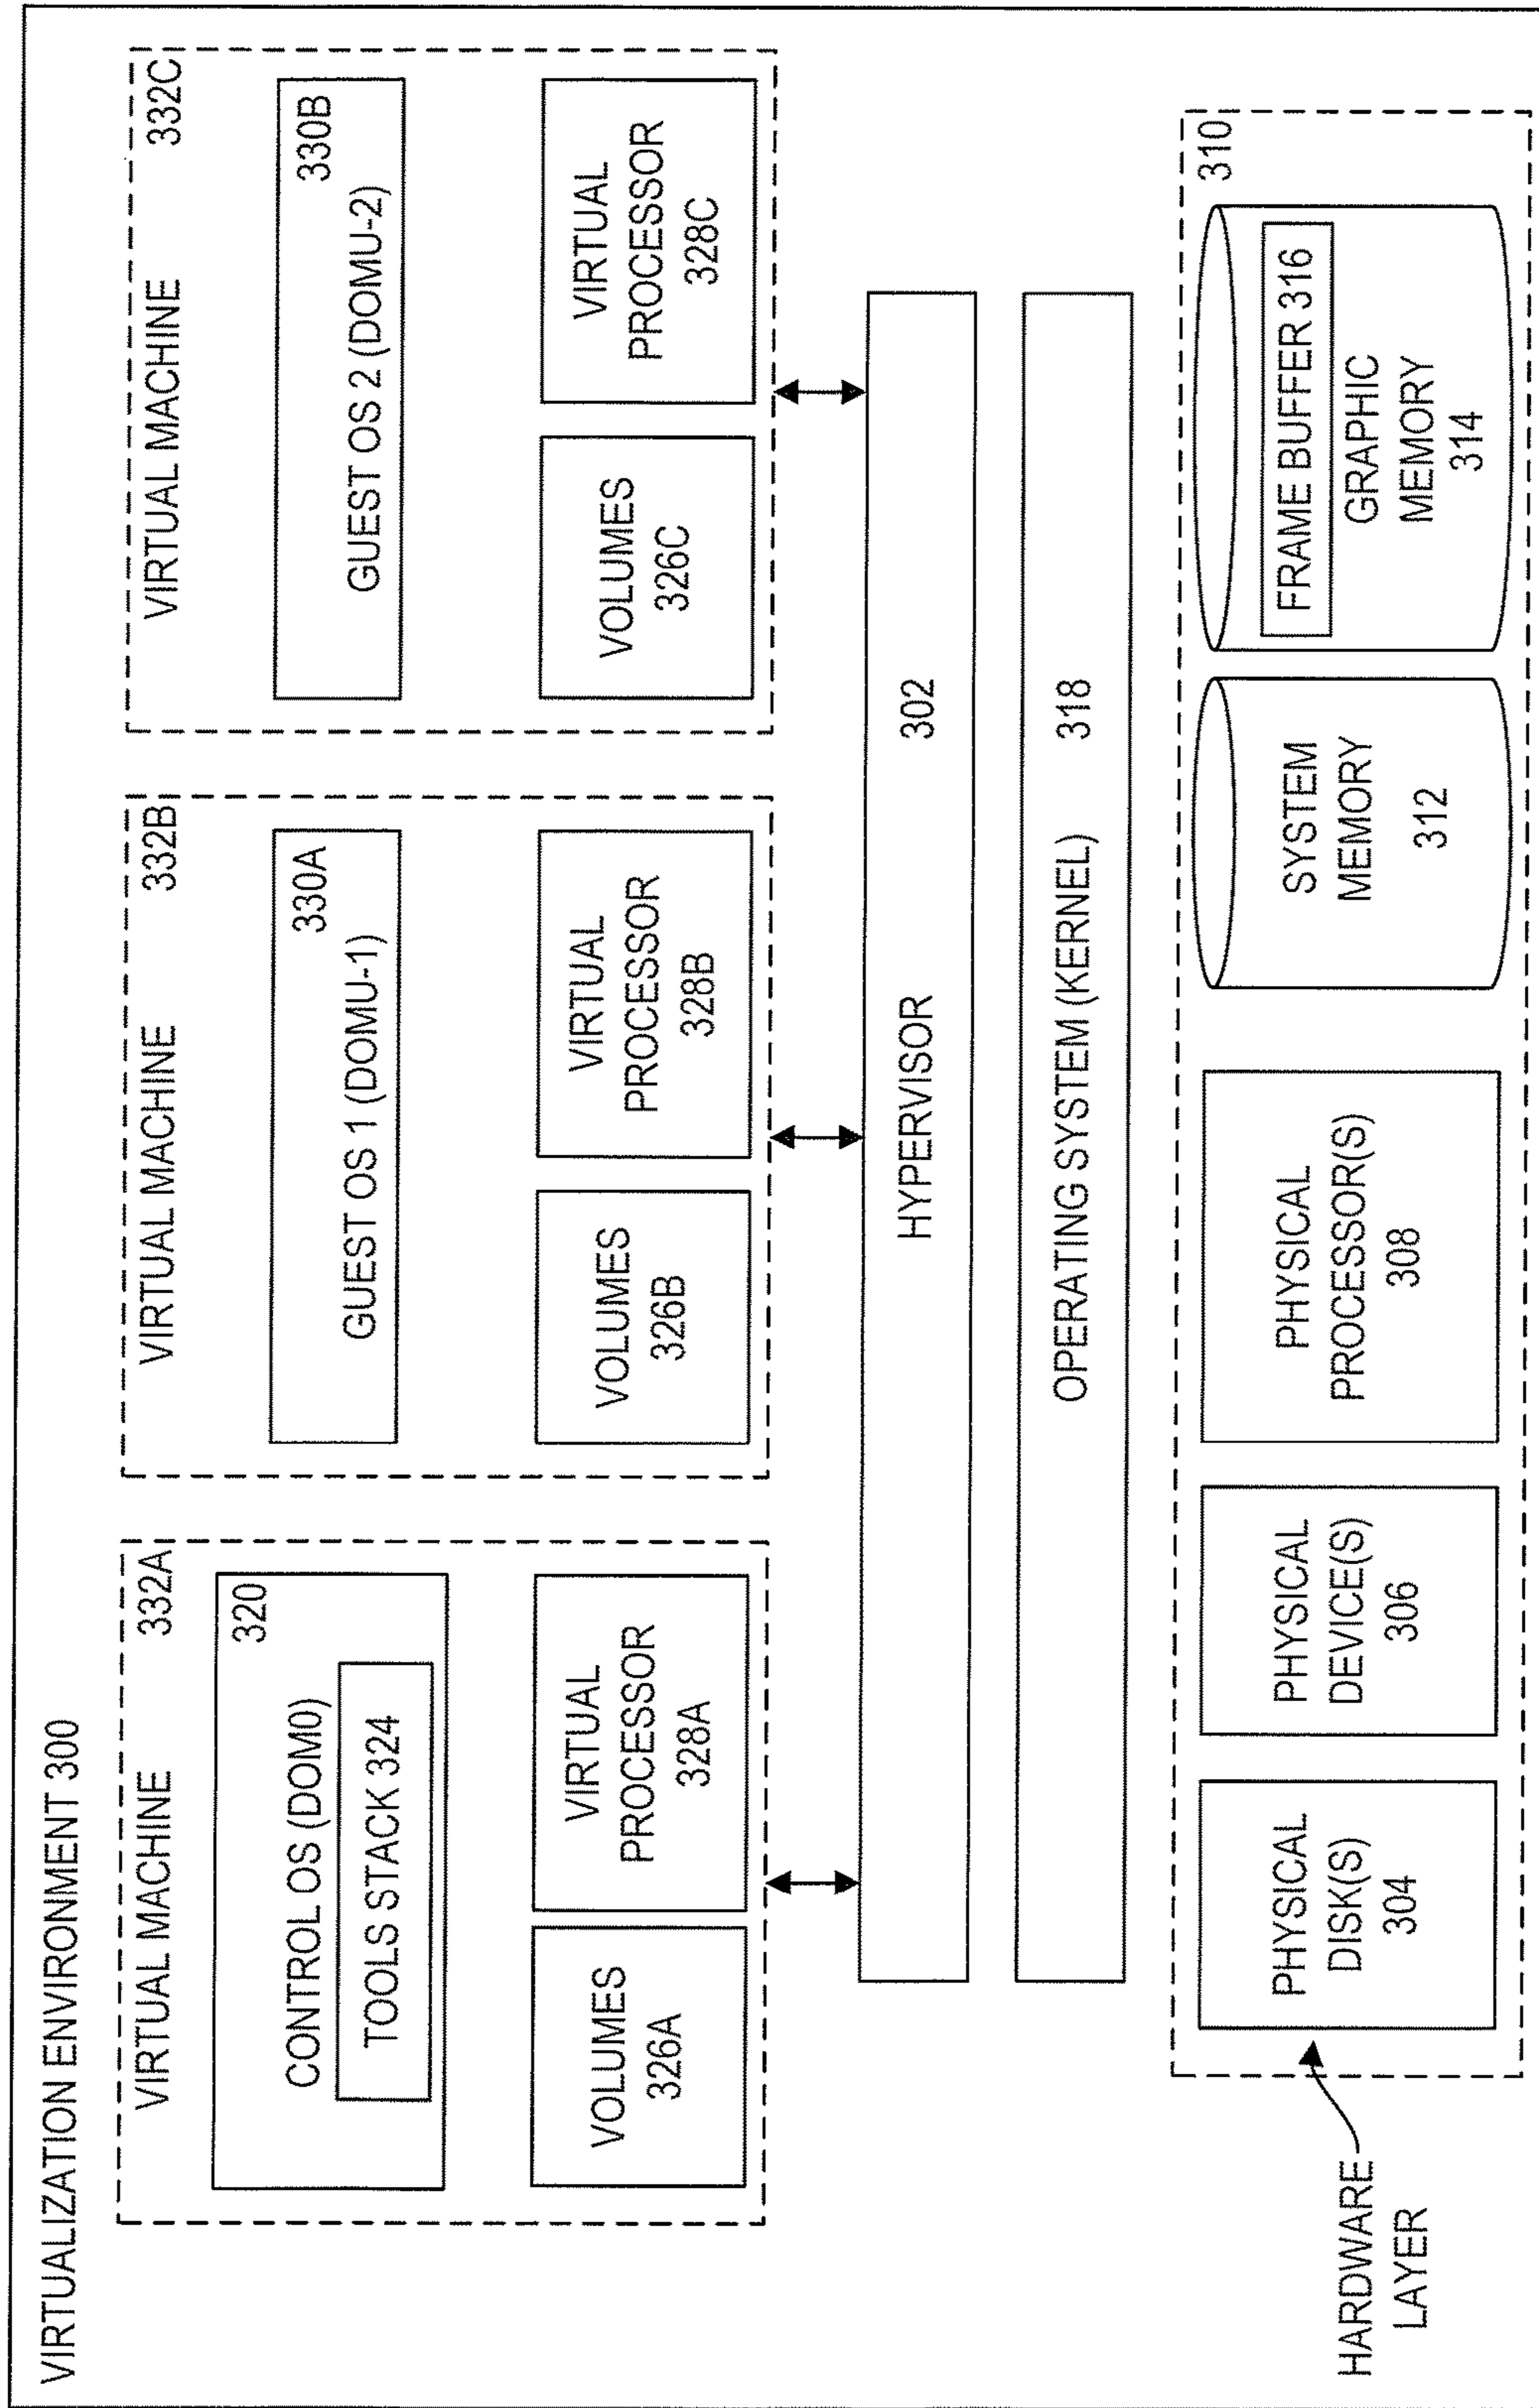 VIRTUALIZATION ENVIRONMENT 300
VIRTUAL MACHINE 332A
320
CONTROL OS (DOM0)
TOOLS STACK 324
VOLUMES
326A
VIRTUAL
PROCESSOR
328A
VIRTUAL MACHINE 332B
330A
GUEST OS 1 (DOMU-1)
VOLUMES
326B
VIRTUAL
PROCESSOR
328B
VIRTUAL MACHINE 332C
330B
GUEST OS 2 (DOMU-2)
VOLUMES
326C
VIRTUAL
PROCESSOR
328C
HYPERVISOR 302
OPERATING SYSTEM (KERNEL) 318
HARDWARE
LAYER
310
PHYSICAL
DISK(S)
304
PHYSICAL
DEVICE(S)
306
PHYSICAL
PROCESSOR(S)
308
SYSTEM
MEMORY
312
FRAME BUFFER 316
GRAPHIC
MEMORY
314